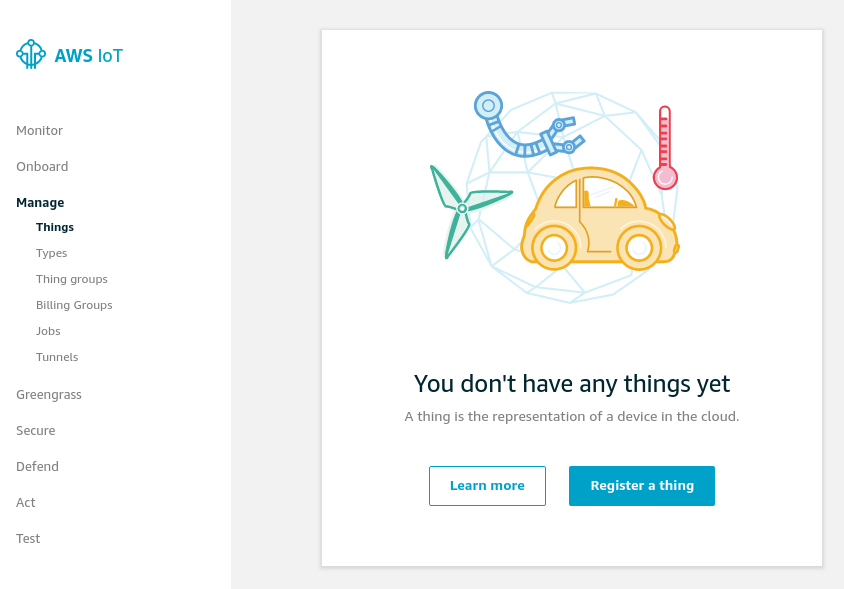 AWS IoT
Monitor
Onboard
Manage
Things
Types
Thing groups
Billing Groups
Jobs
Tunnels
Greengrass
Secure
Defend
Act
Test
You don't have any things yet
A thing is the representation of a device in the cloud.
Learn more
Register a thing